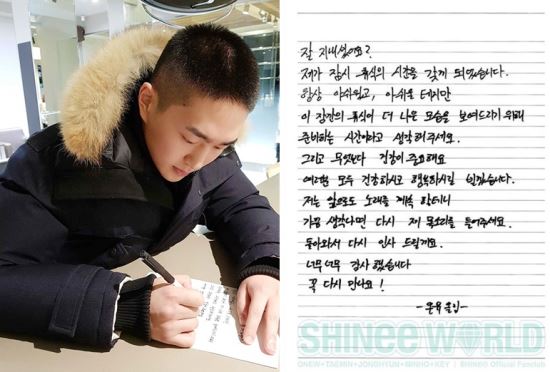 잘 지내셨어요?
제가 잠시 휴식의 시간을 갖게 되었습니다.
항상 아쉬웠고, 아쉬울 테지만
이 잠깐의 휴식이 더 나은 모습을 보여드리기 위해
준비하는 시간이라고 생각해주세요.
그리고 무엇보다 건강이 중요해요
여러분 모두 건강하시고 행복하시길 빌겠습니다.
저는 앞으로도 노래를 계속 할테니
가끔 생각나면 다시 제 목소리를 들어주세요.
돌아와서 다시 인사 드릴게요.
너무너무 감사했습니다
꼭 다시 만나요!
-온유 올림-
SHINee WORLD
ONEW•TAEMIN•JONGHYUN•MINHO•KEY | SHINee Official Fanclub